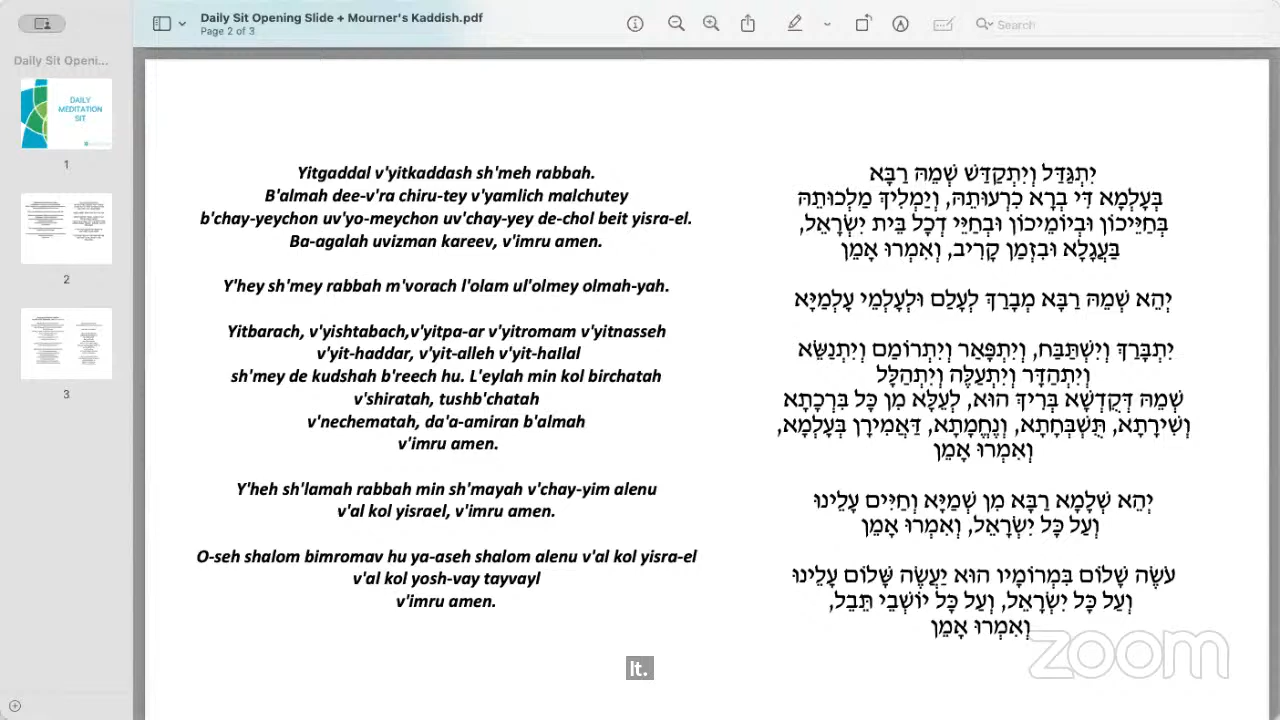 Daily Sit Opening Slide + Mourner's Kaddish.pdf
Page 2 of 3
Search
Daily Sit Openi...
DAILY
MEDITATION
SIT
1
2
3
Yitgaddal v'yitkaddash sh'meh rabbah.
B'almah dee-v'ra chiru-tey v'yamlich malchutey
b'chay-yeychon uv'yo-meychon uv'chay-yey de-chol beit yisra-el.
Ba-agalah uvizman kareev, v'imru amen.
Y'hey sh'mey rabbah m'vorach l'olam ul'olmey olmah-yah.
Yitbarach, v'yishtabach,v'yitpa-ar v'yitromam v'yitnasseh
v'yit-haddar, v'yit-alleh v'yit-hallal
sh'mey de kudshah b'reech hu. L'eylah min kol birchatah
v'shiratah, tushb'chatah
v'nechematah, da'a-amiran b'almah
v'imru amen.
Y'heh sh'lamah rabbah min sh'mayah v'chay-yim alenu
v'al kol yisrael, v'imru amen.
O-seh shalom bimromav hu ya-aseh shalom alenu v'al kol yisra-el
v'al kol yosh-vay tayvayl
v'imru amen.
יִתְגַּדַּל וְיִתְקַדַּשׁ שְׁמֵהּ רַבָּא
בְּעָלְמָא דִּי בְרָא כִרְעוּתֵהּ, וְיַמְלִיךְ מַלְכוּתֵהּ
בְּחַיֵּיכוֹן וּבְיוֹמֵיכוֹן וּבְחַיֵּי דְכָל בֵּית יִשְׂרָאֵל,
בַּעֲגָלָא וּבִזְמַן קָרִיב, וְאִמְרוּ אָמֵן
יְהֵא שְׁמֵהּ רַבָּא מְבָרַךְ לְעָלַם וּלְעָלְמֵי עָלְמַיָּא
יִתְבָּרַךְ וְיִשְׁתַּבַּח, וְיִתְפָּאַר וְיִתְרוֹמַם וְיִתְנַשֵּׂא
וְיִתְהַדָּר וְיִתְעַלֶּה וְיִתְהַלָּל
שְׁמֵהּ דְּקֻדְשָׁא בְּרִיךְ הוּא, לְעֵלָּא מִן כָּל בִּרְכָתָא
וְשִׁירָתָא, תֻּשְׁבְּחָתָא, וְנֶחֱמָתָא, דַּאֲמִירָן בְּעָלְמָא,
וְאִמְרוּ אָמֵן
יְהֵא שְׁלָמָא רַבָּא מִן שְׁמַיָּא וְחַיִּים עָלֵינוּ
וְעַל כָּל יִשְׂרָאֵל, וְאִמְרוּ אָמֵן
עֹשֶׂה שָׁלוֹם בִּמְרוֹמָיו הוּא יַעֲשֶׂה שָּׁלוֹם עָלֵינוּ
וְעַל כָּל יִשְׂרָאֵל, וְעַל כָּל יוֹשְׁבֵי תֵּבֵל,
וְאִמְרוּ אָמֵן
It.
zoom